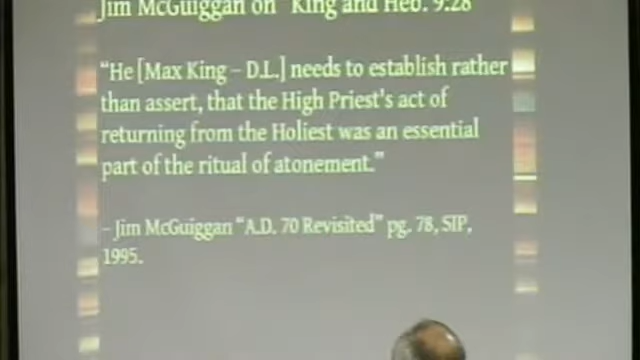 Jim McGuiggan on "King and Heb. 9:28
"He [Max King – D.L.] needs to establish rather
than assert, that the High Priest's act of
returning from the Holiest was an essential
part of the ritual of atonement."
– Jim McGuiggan "A.D. 70 Revisited" pg. 78, SIP,
1995.